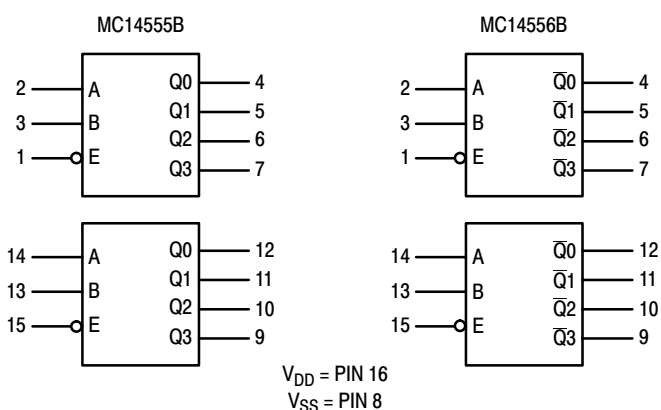 MC14555B
2 A Q0 4
3 B Q1 5
Q2 6
1 E Q3 7
14 A Q0 12
13 B Q1 11
Q2 10
15 E Q3 9
MC14556B
2 A Q̅0 4
3 B Q̅1 5
Q̅2 6
1 E Q̅3 7
14 A Q̅0 12
13 B Q̅1 11
Q̅2 10
15 E Q̅3 9
VDD = PIN 16
VSS = PIN 8